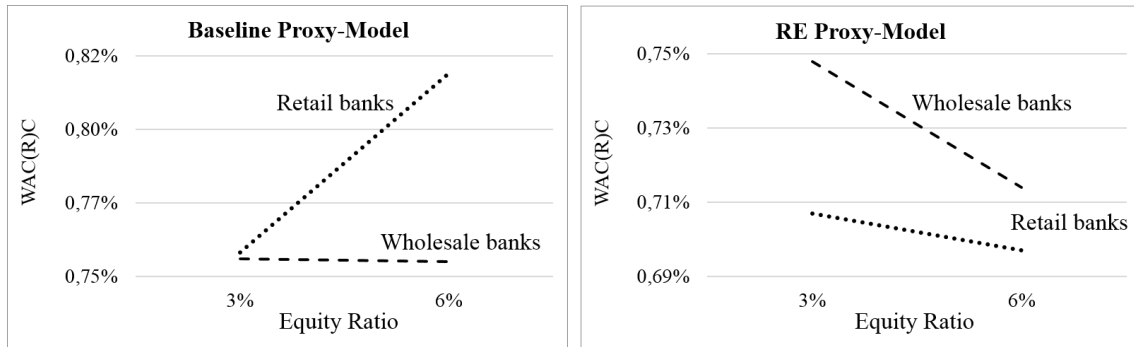 Baseline Proxy-Model
0,82%
0,80%
0,77%
0,75%
WAC(R)C
Retail banks
Wholesale banks
3%
6%
Equity Ratio
RE Proxy-Model
0,75%
0,73%
0,71%
0,69%
WAC(R)C
Wholesale banks
Retail banks
3%
6%
Equity Ratio